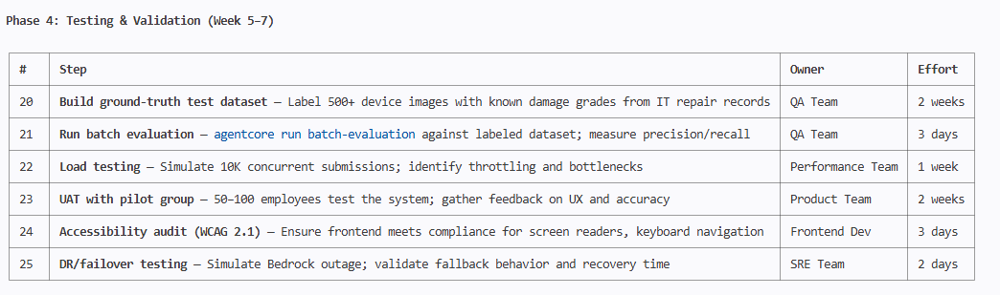 Phase 4: Testing & Validation (Week 5–7)
# Step Owner Effort
20 Build ground-truth test dataset — Label 500+ device images with known damage grades from IT repair records QA Team 2 weeks
21 Run batch evaluation — agentcore run batch-evaluation against labeled dataset; measure precision/recall QA Team 3 days
22 Load testing — Simulate 10K concurrent submissions; identify throttling and bottlenecks Performance Team 1 week
23 UAT with pilot group — 50–100 employees test the system; gather feedback on UX and accuracy Product Team 2 weeks
24 Accessibility audit (WCAG 2.1) — Ensure frontend meets compliance for screen readers, keyboard navigation Frontend Dev 3 days
25 DR/failover testing — Simulate Bedrock outage; validate fallback behavior and recovery time SRE Team 2 days